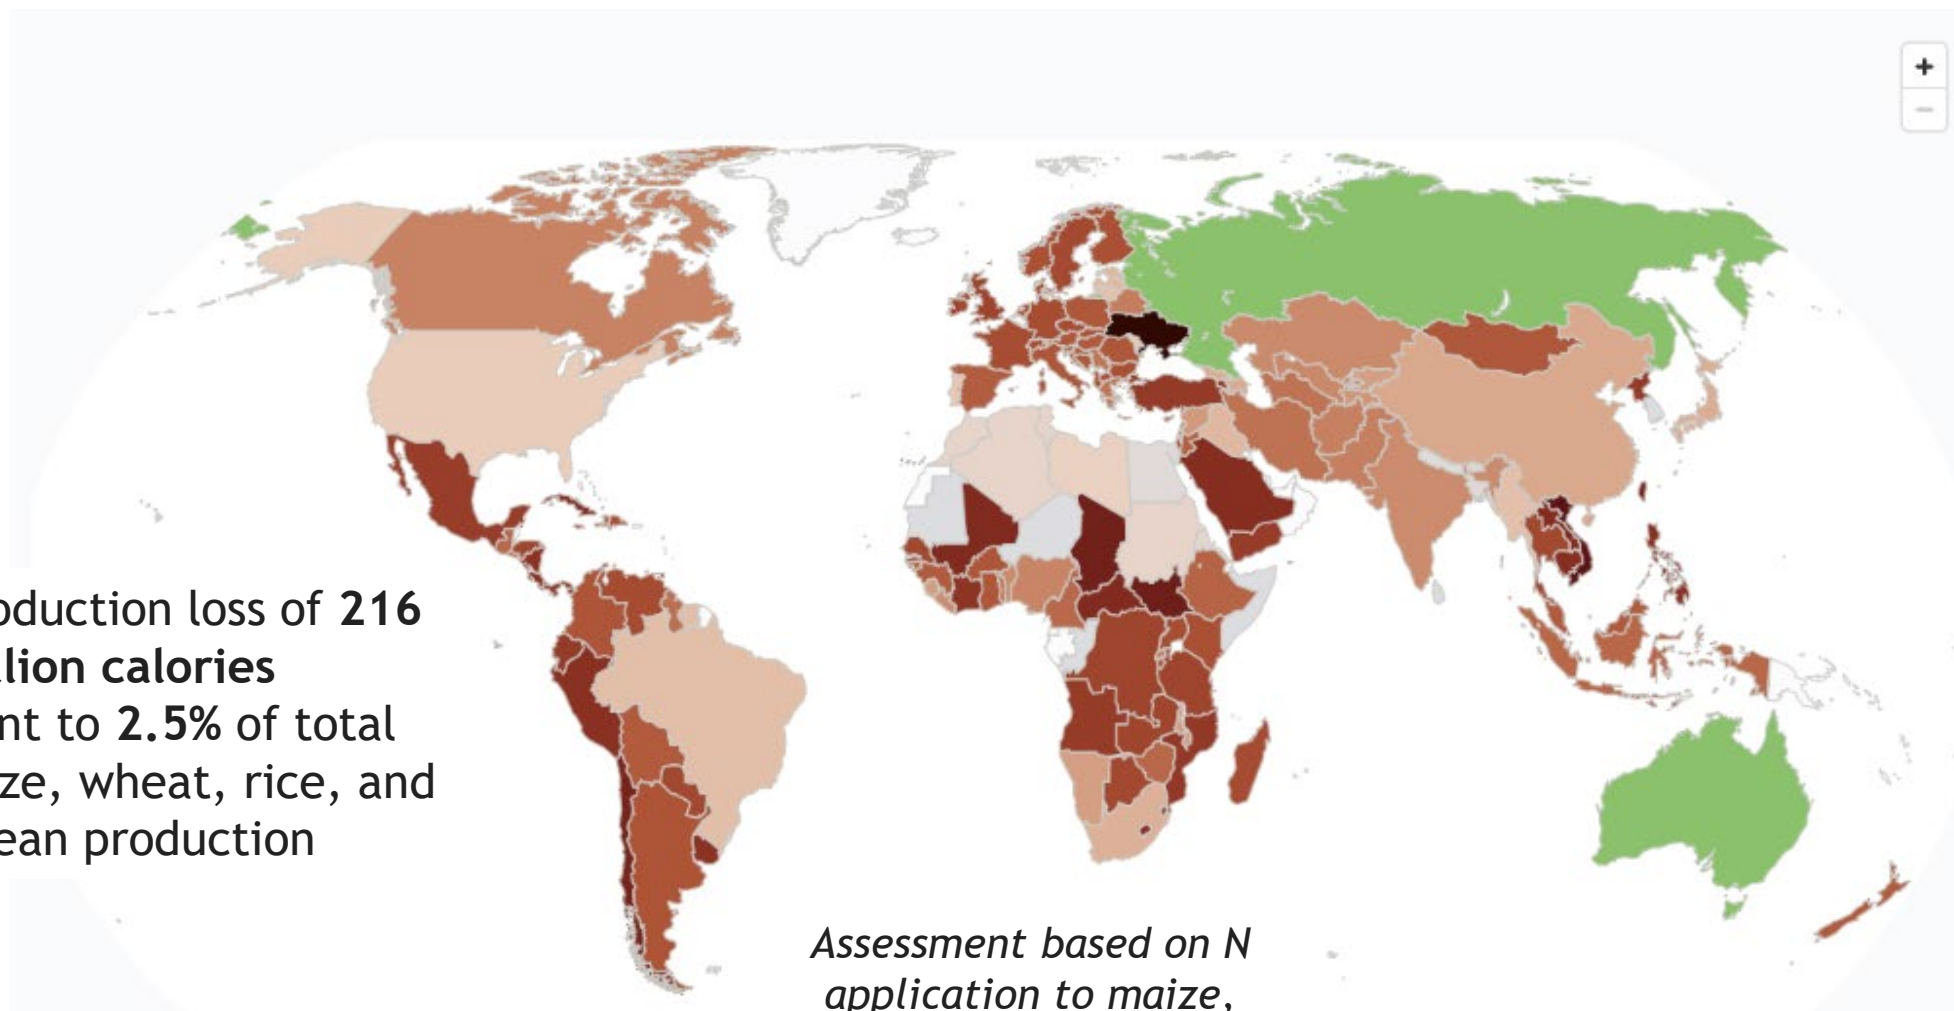 +
−
oduction loss of 216
lion calories
nt to 2.5% of total
ze, wheat, rice, and
ean production
Assessment based on N
application to maize,